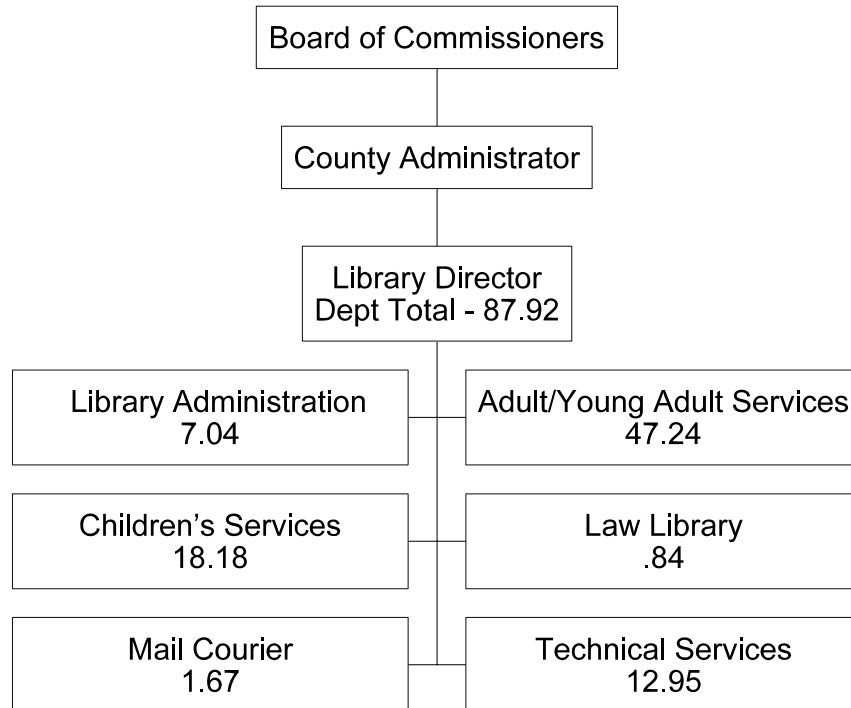 Board of Commissioners
County Administrator
Library Director
Dept Total - 87.92
Library Administration
7.04
Adult/Young Adult Services
47.24
Children’s Services
18.18
Law Library
.84
Mail Courier
1.67
Technical Services
12.95